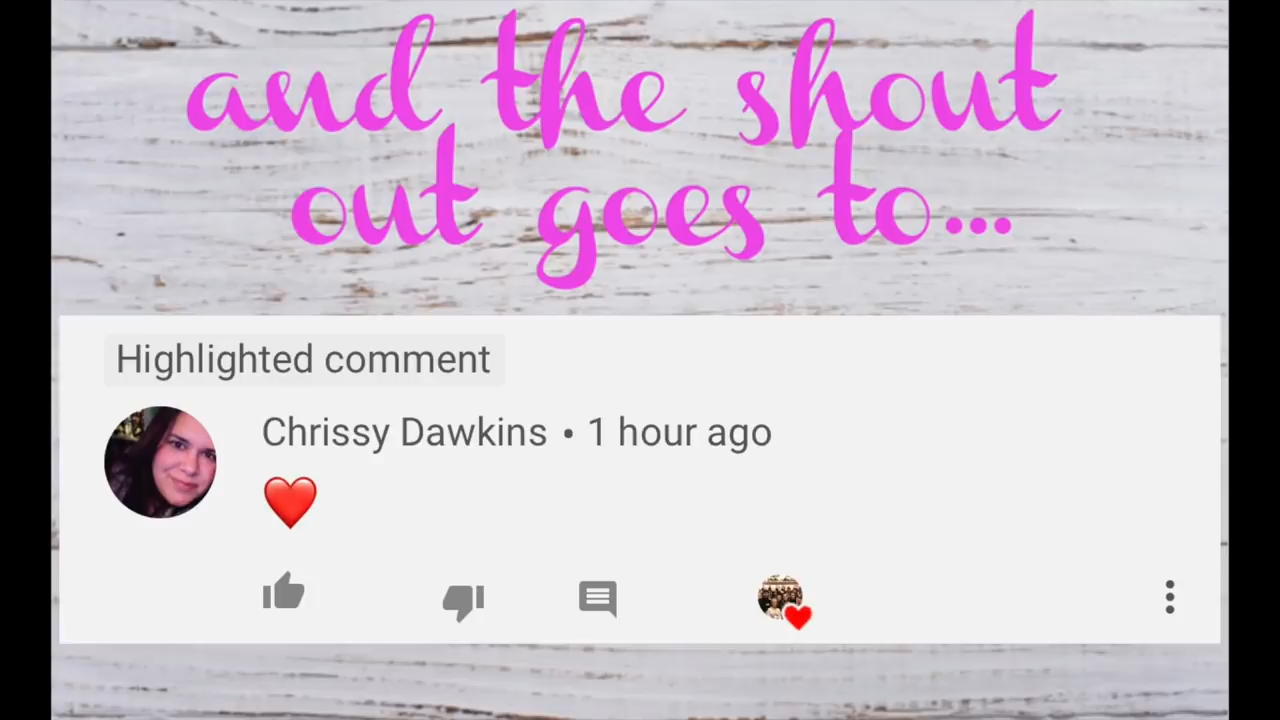 and the shout
out goes to...
Highlighted comment
Chrissy Dawkins • 1 hour ago
❤️